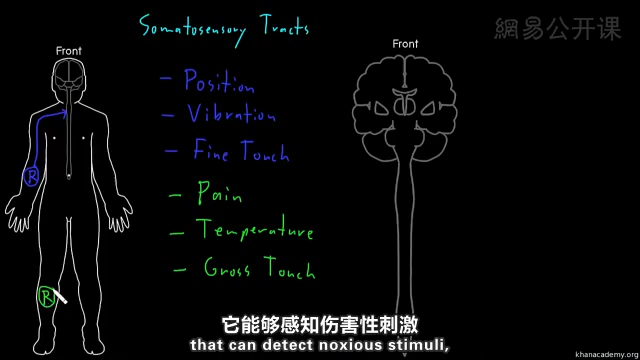 Somatosensory Tracts
網易公开课
Front
Front
- Position
- Vibration
- Fine Touch
R
- Pain
- Temperature
- Gross Touch
R
它能够感知伤害性刺激
that can detect noxious stimuli,
khanacademy.org